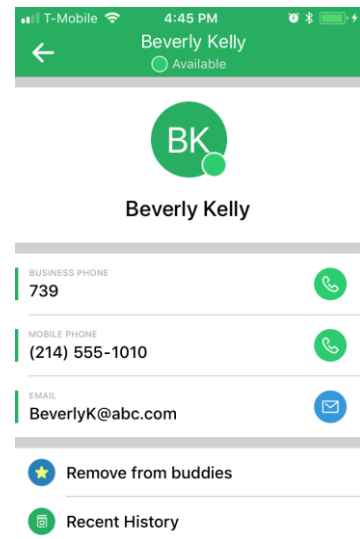 T-Mobile 4:45 PM
Beverly Kelly
Available
BK
Beverly Kelly
BUSINESS PHONE
739
MOBILE PHONE
(214) 555-1010
EMAIL
BeverlyK@abc.com
Remove from buddies
Recent History